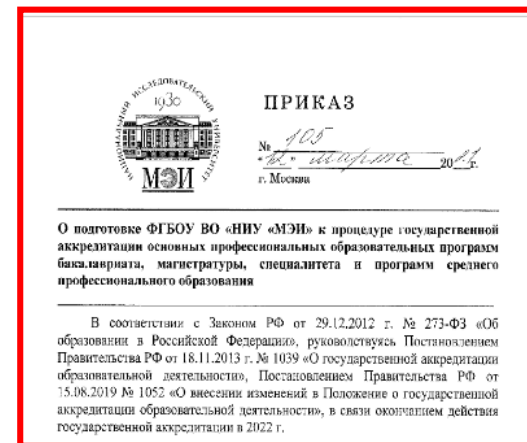 НАЦИОНАЛЬНЫЙ ИССЛЕДОВАТЕЛЬСКИЙ УНИВЕРСИТЕТ
1930
МЭИ
ПРИКАЗ
№ 105
марта 20 г.
г. Москва
О подготовке ФГБОУ ВО «НИУ «МЭИ» к процедуре государственной
аккредитации основных профессиональных образовательных программ
бакалавриата, магистратуры, специалитета и программ среднего
профессионального образования
В соответствии с Законом РФ от 29.12.2012 г. № 273-ФЗ «Об
образовании в Российской Федерации», руководствуясь Постановлением
Правительства РФ от 18.11.2013 г. № 1039 «О государственной аккредитации
образовательной деятельности», Постановлением Правительства РФ от
15.08.2019 № 1052 «О внесении изменений в Положение о государственной
аккредитации образовательной деятельности», в связи окончанием действия
государственной аккредитации в 2022 г.